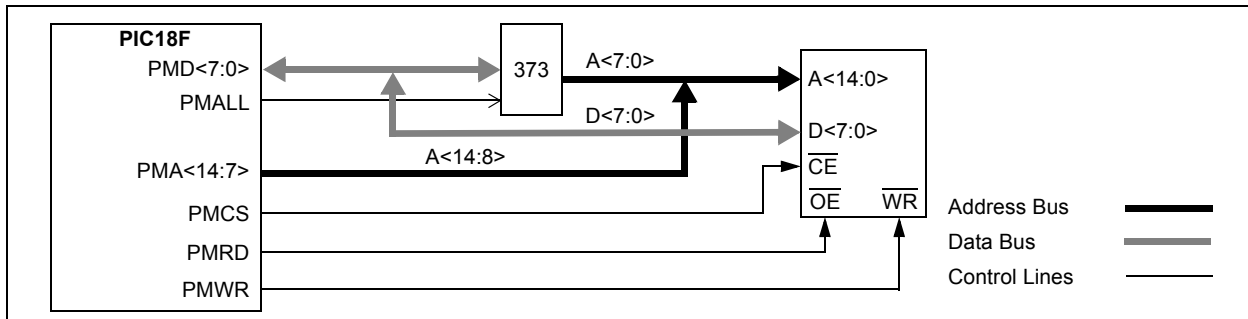 PIC18F
PMD<7:0>
373
A<7:0>
A<14:0>
PMALL
D<7:0>
D<7:0>
A<14:8>
PMA<14:7>
CE
PMCS
OE WR
Address Bus
PMRD
Data Bus
PMWR
Control Lines